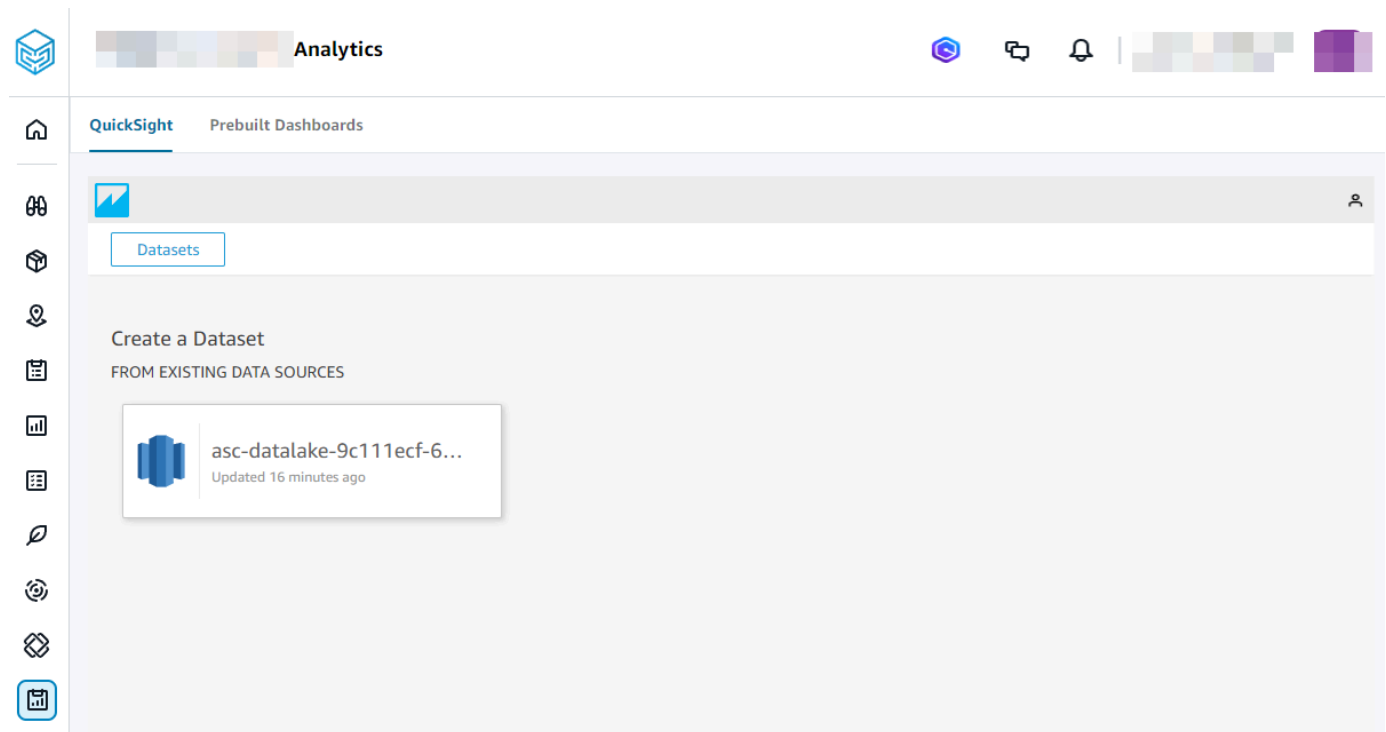 Analytics
QuickSight Prebuilt Dashboards
Datasets
Create a Dataset
FROM EXISTING DATA SOURCES
asc-datalake-9c111ecf-6...
Updated 16 minutes ago